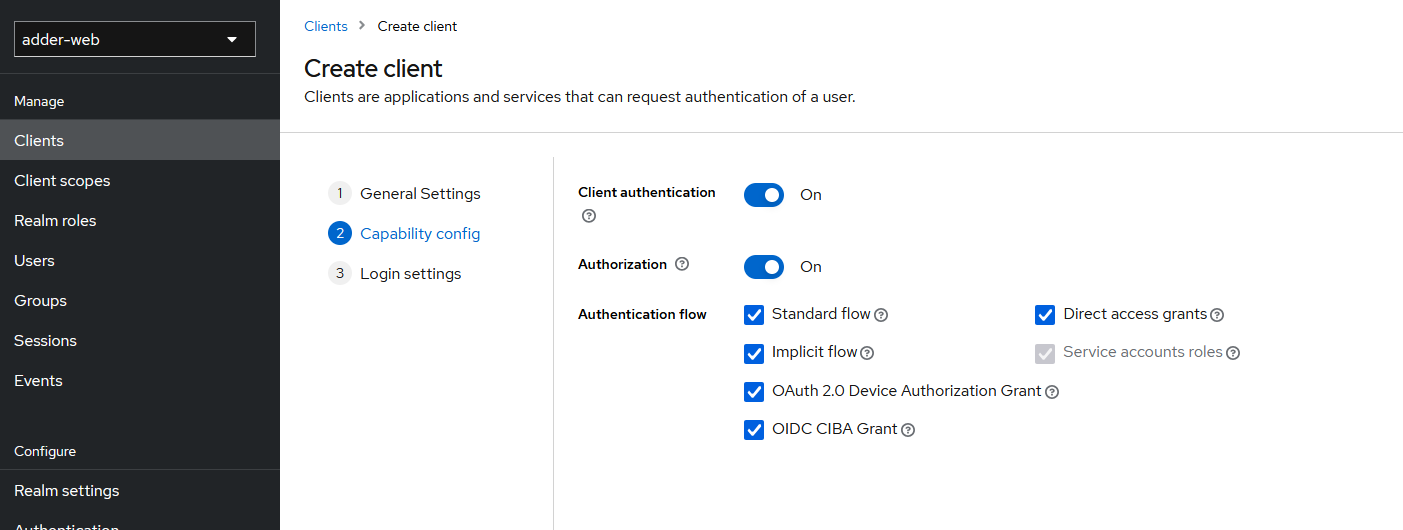 adder-web
Manage
Clients
Client scopes
Realm roles
Users
Groups
Sessions
Events
Configure
Realm settings
Authentication
Clients > Create client
Create client
Clients are applications and services that can request authentication of a user.
1 General Settings
2 Capability config
3 Login settings
Client authentication On
Authorization On
Authentication flow
Standard flow Direct access grants
Implicit flow Service accounts roles
OAuth 2.0 Device Authorization Grant
OIDC CIBA Grant